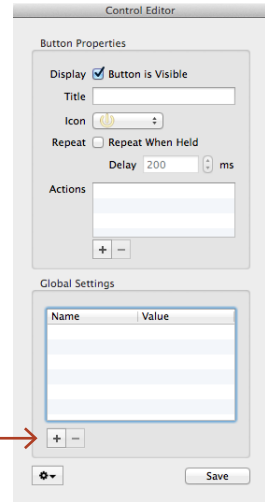 Control Editor
Button Properties
Display Button is Visible
Title
Icon
Repeat Repeat When Held
Delay 200 ms
Actions
+ −
Global Settings
Name Value
+ −
Save